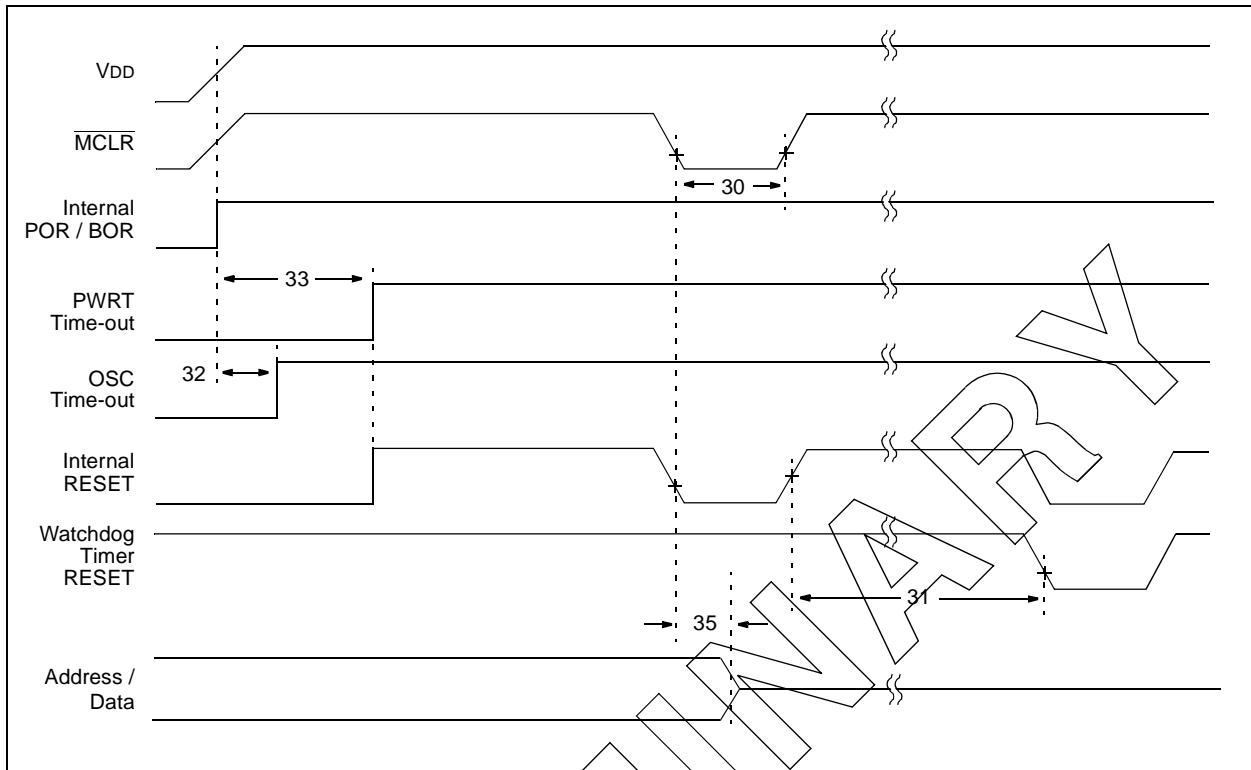 VDD
MCLR
30
Internal
POR / BOR
33
PWRT
Time-out
32
OSC
Time-out
Internal
RESET
Watchdog
Timer
RESET
31
35
Address /
Data
INARY